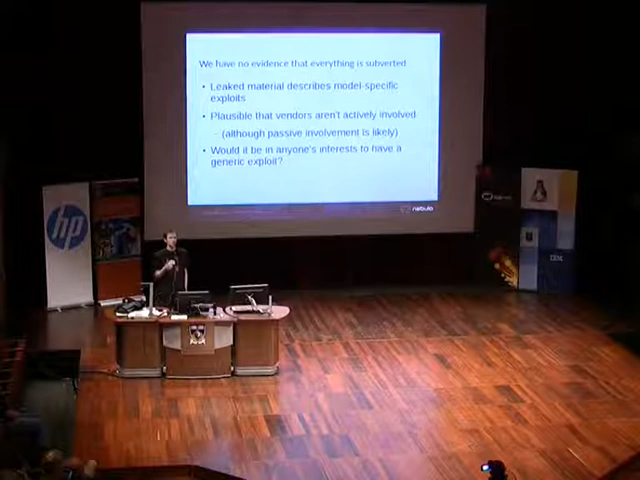 We have no evidence that everything is subverted
• Leaked material describes model-specific
exploits
• Plausible that vendors aren't actively involved
– (although passive involvement is likely)
• Would it be in anyone's interests to have a
generic exploit?
nebula
hp
IBM